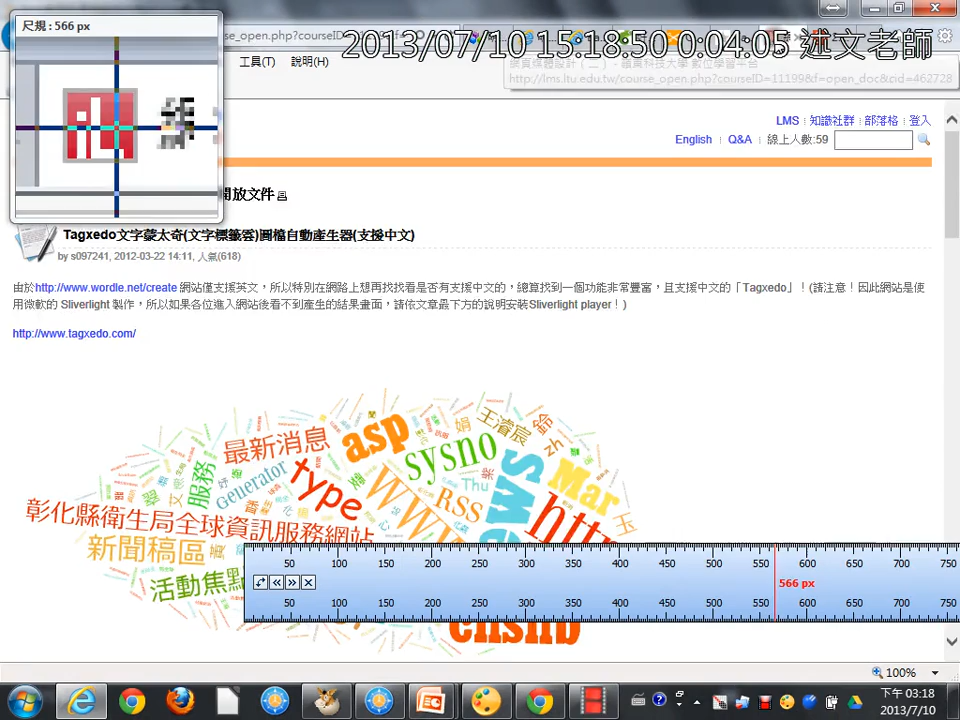 尺規 : 566 px
se_open.php?courseID
2013/07/10 15:18:50 0:04:05 述文老師
工具(T) 說明(H)
http://lms.ltu.edu.tw/course_open.php?courseID=11199&f=open_doc&cid=462728
LMS | 知識社群 | 部落格 | 登入
English | Q&A | 線上人數:59
開放文件
Tagxedo文字蒙太奇(文字標籤雲)圖檔自動產生器(支援中文)
by s097241, 2012-03-22 14:11, 人氣(618)
由於http://www.wordle.net/create 網站僅支援英文，所以特別在網路上想再找找看是否有支援中文的，總算找到一個功能非常豐富，且支援中文的「Tagxedo」！(請注意！因此網站是使
用微軟的 Sliverlight 製作，所以如果各位進入網站後看不到產生的結果畫面，請依文章最下方的說明安裝Sliverlight player！)
http://www.tagxedo.com/
最新消息 asp sysno 娟 王濬宸 鈴 zh
服務 Generator type WWW RSS Thu news Mar 玉
彰化縣衛生局全球資訊服務網站 http
新聞稿區 黃
活動焦點
50 100 150 200 250 300 350 400 450 500 550 600 650 700 750
566 px
50 100 150 200 250 300 350 400 450 500 550 600 650 700 750
cnshb
100%
下午 03:18
2013/7/10